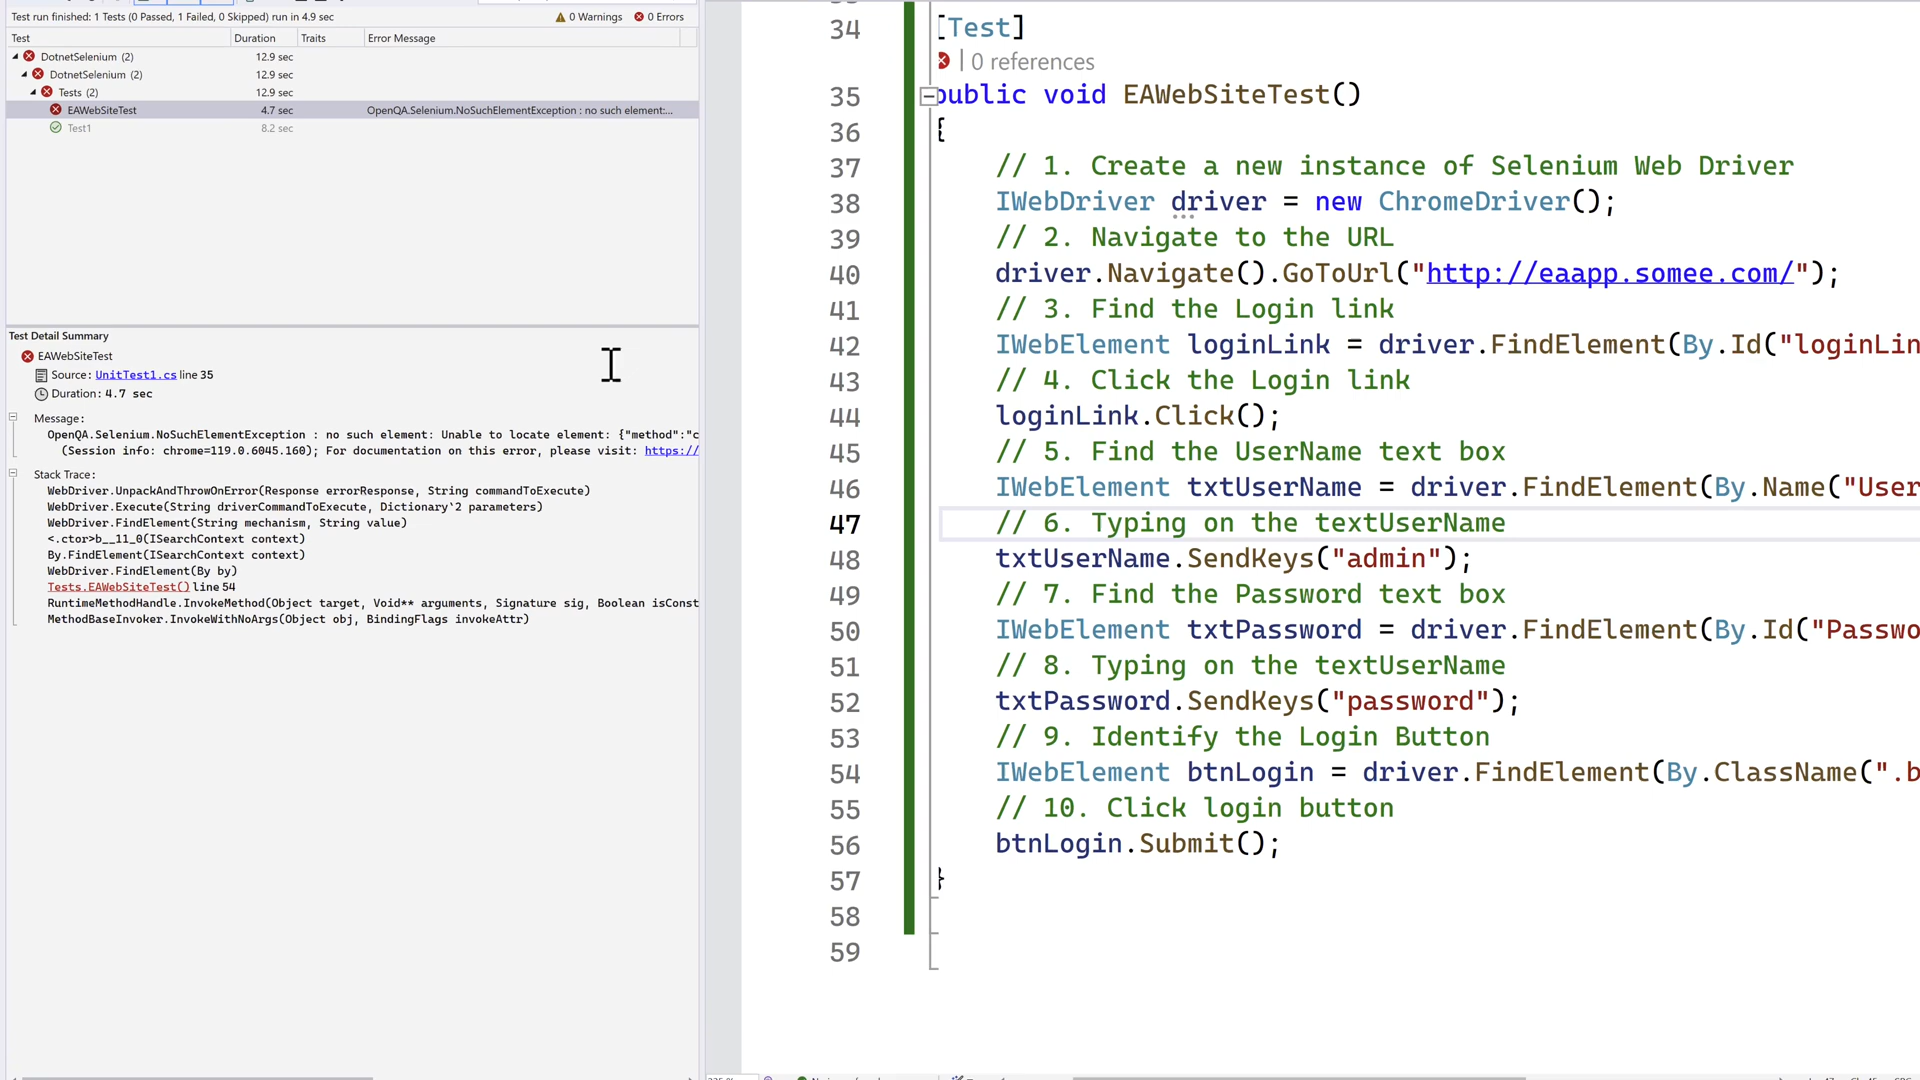 Test run finished: 1 Tests (0 Passed, 1 Failed, 0 Skipped) run in 4.9 sec
0 Warnings
0 Errors
Test Duration Traits Error Message
DotnetSelenium (2) 12.9 sec
DotnetSelenium (2) 12.9 sec
Tests (2) 12.9 sec
EAWebSiteTest 4.7 sec OpenQA.Selenium.NoSuchElementException : no such element:...
Test1 8.2 sec
Test Detail Summary
EAWebSiteTest
Source: UnitTest1.cs line 35
Duration: 4.7 sec
Message:
OpenQA.Selenium.NoSuchElementException : no such element: Unable to locate element: {"method":"c
(Session info: chrome=119.0.6045.160); For documentation on this error, please visit: https://
Stack Trace:
WebDriver.UnpackAndThrowOnError(Response errorResponse, String commandToExecute)
WebDriver.Execute(String driverCommandToExecute, Dictionary`2 parameters)
WebDriver.FindElement(String mechanism, String value)
<.ctor>b__11_0(ISearchContext context)
By.FindElement(ISearchContext context)
WebDriver.FindElement(By by)
Tests.EAWebSiteTest() line 54
RuntimeMethodHandle.InvokeMethod(Object target, Void** arguments, Signature sig, Boolean isConst
MethodBaseInvoker.InvokeWithNoArgs(Object obj, BindingFlags invokeAttr)
34 [Test]
0 references
35 public void EAWebSiteTest()
36 {
37 // 1. Create a new instance of Selenium Web Driver
38 IWebDriver driver = new ChromeDriver();
39 // 2. Navigate to the URL
40 driver.Navigate().GoToUrl("http://eaapp.somee.com/");
41 // 3. Find the Login link
42 IWebElement loginLink = driver.FindElement(By.Id("loginLin
43 // 4. Click the Login link
44 loginLink.Click();
45 // 5. Find the UserName text box
46 IWebElement txtUserName = driver.FindElement(By.Name("User
47 // 6. Typing on the textUserName
48 txtUserName.SendKeys("admin");
49 // 7. Find the Password text box
50 IWebElement txtPassword = driver.FindElement(By.Id("Passwo
51 // 8. Typing on the textUserName
52 txtPassword.SendKeys("password");
53 // 9. Identify the Login Button
54 IWebElement btnLogin = driver.FindElement(By.ClassName(".b
55 // 10. Click login button
56 btnLogin.Submit();
57 }
58
59